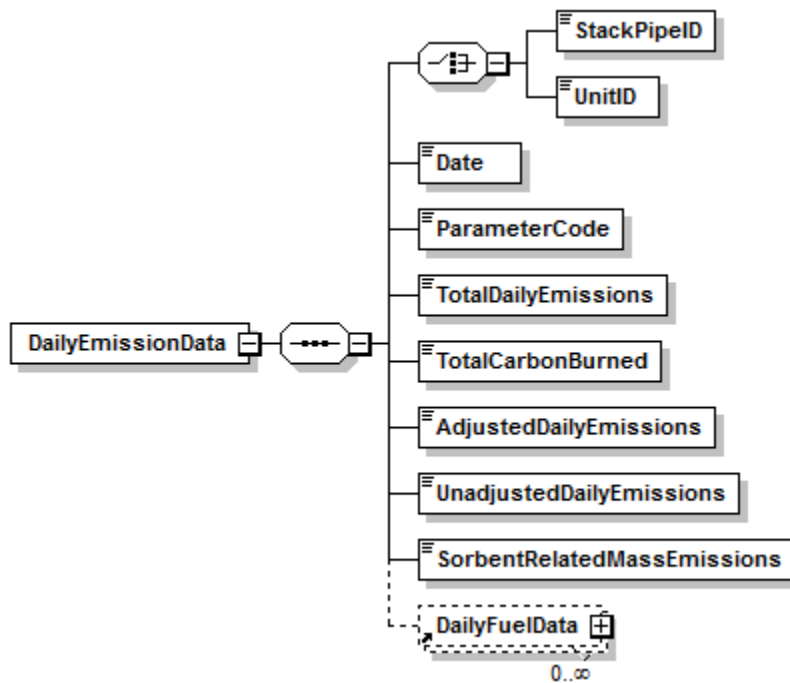 StackPipeID
UnitID
Date
ParameterCode
TotalDailyEmissions
DailyEmissionData
TotalCarbonBurned
AdjustedDailyEmissions
UnadjustedDailyEmissions
SorbentRelatedMassEmissions
DailyFuelData
0..∞